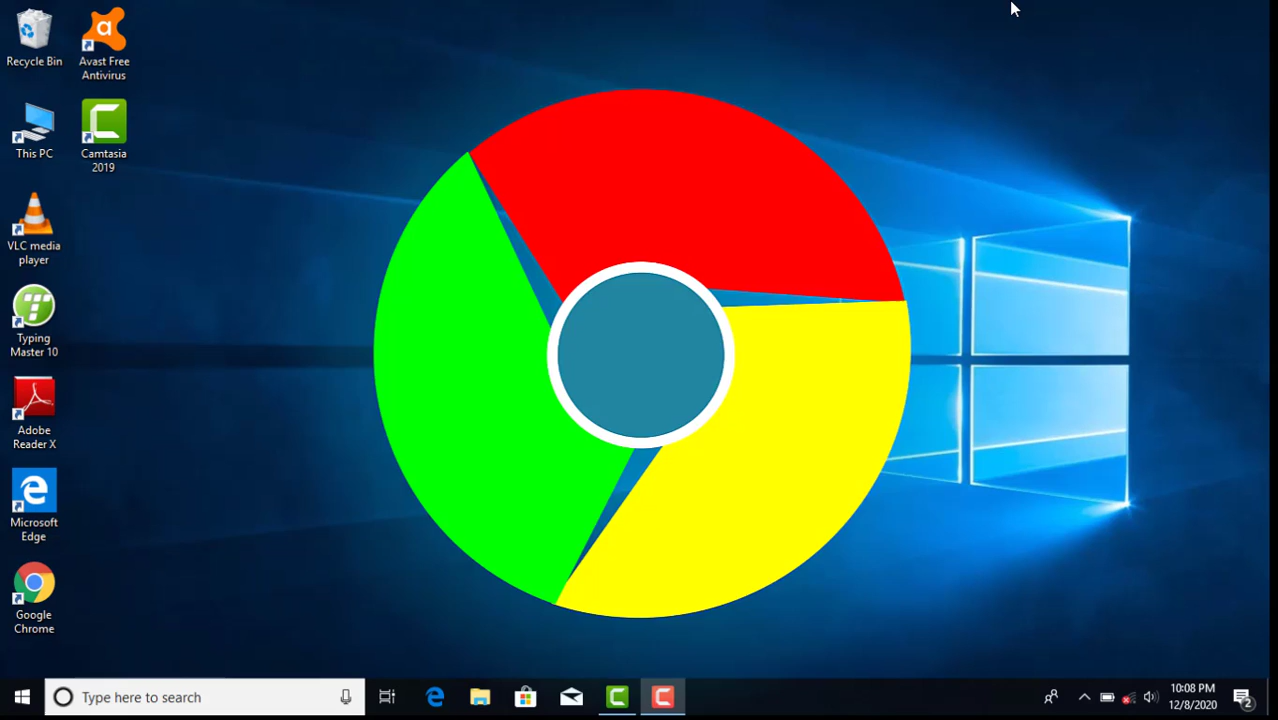 Recycle Bin
Avast Free
Antivirus
This PC
Camtasia
2019
VLC media
player
Typing
Master 10
Adobe
Reader X
Microsoft
Edge
Google
Chrome
Type here to search
10:08 PM
12/8/2020
2